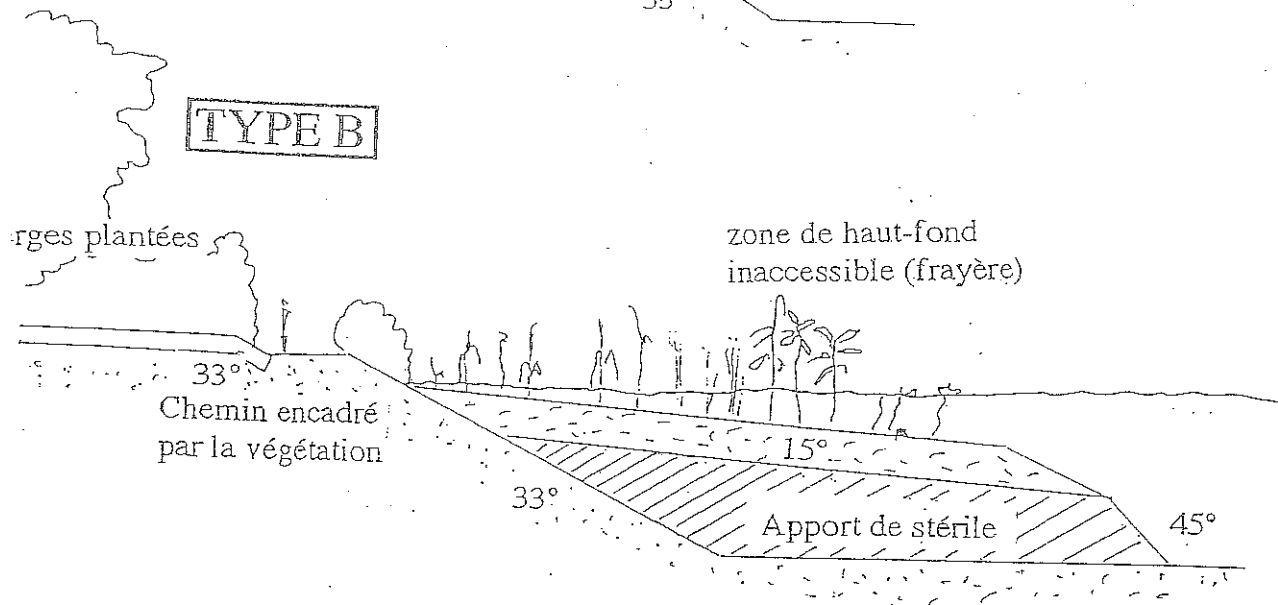 TYPE B
rges plantées
zone de haut-fond
inaccessible (frayère)
33°
Chemin encadré
par la végétation
15°
33°
Apport de stérile
45°